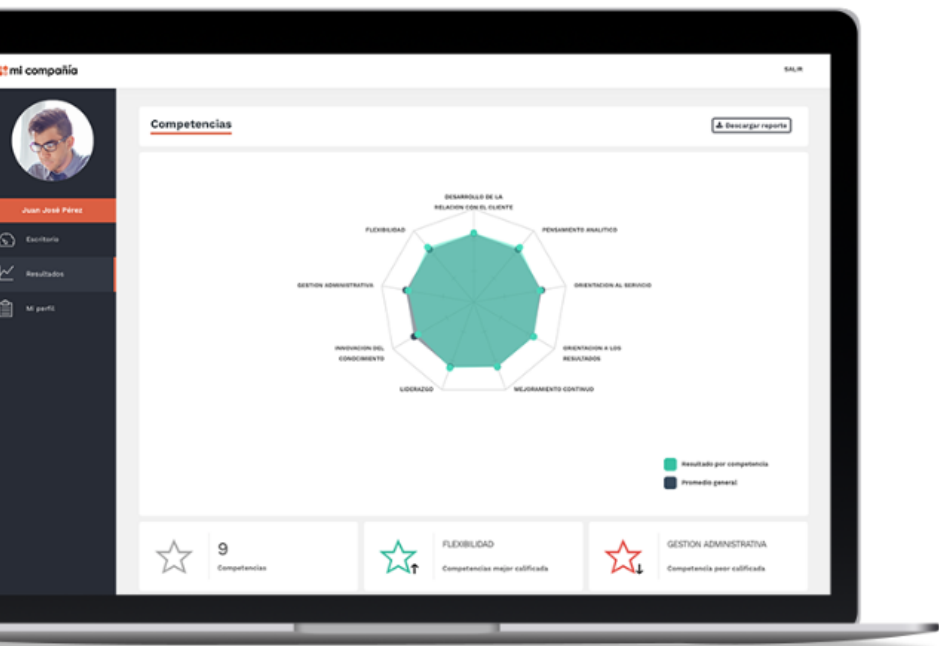 mi compañía
SALIR
Juan José Pérez
Escritorio
Resultados
Mi perfil
Competencias
Descargar reporte
DESARROLLO DE LA
RELACION CON EL CLIENTE
FLEXIBILIDAD
PENSAMIENTO ANALITICO
GESTION ADMINISTRATIVA
ORIENTACION AL SERVICIO
INNOVACION DEL
CONOCIMIENTO
ORIENTACION A LOS
RESULTADOS
LIDERAZGO
MEJORAMIENTO CONTINUO
Resultado por competencia
Promedio general
9
Competencias
FLEXIBILIDAD
Competencias mejor calificada
GESTION ADMINISTRATIVA
Competencia peor calificada